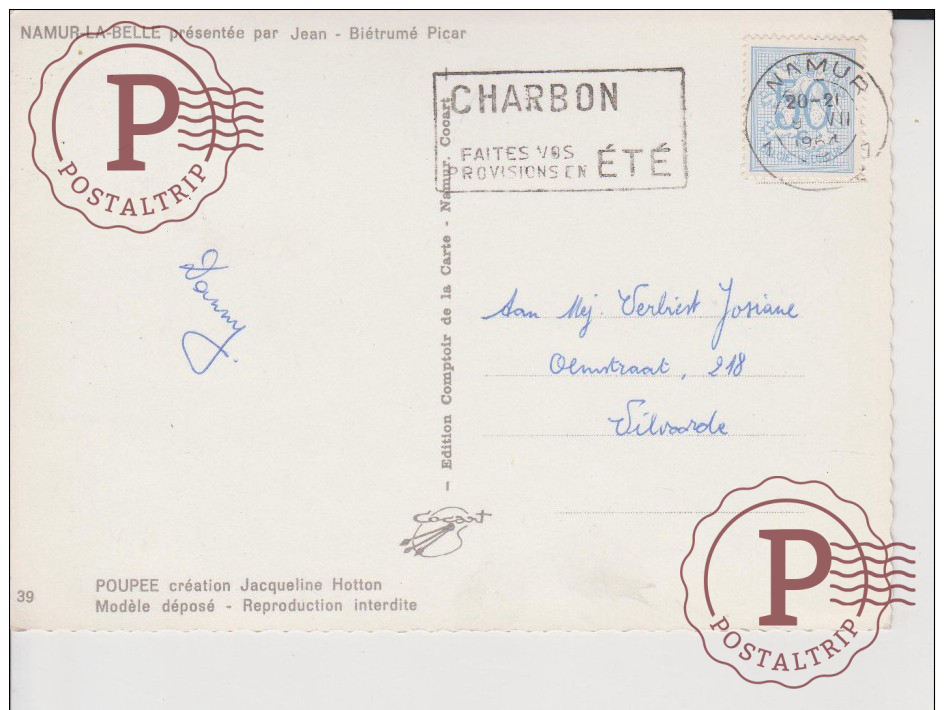 NAMUR-LA-BELLE présentée par Jean - Biétrumé Picar
P
POSTALTRIP
CHARBON
FAITES VOS
PROVISIONS EN ÉTÉ
NAMUR
20-21
VII
1964
50
Danny
— Edition Comptoir de la Carte - Namur. Cocart —
Aan Mej. Verbiest Josiane
Olmstraat, 218
Vilvoorde
Cocart
POUPEE création Jacqueline Hotton
39
Modèle déposé - Reproduction interdite
P
POSTALTRIP